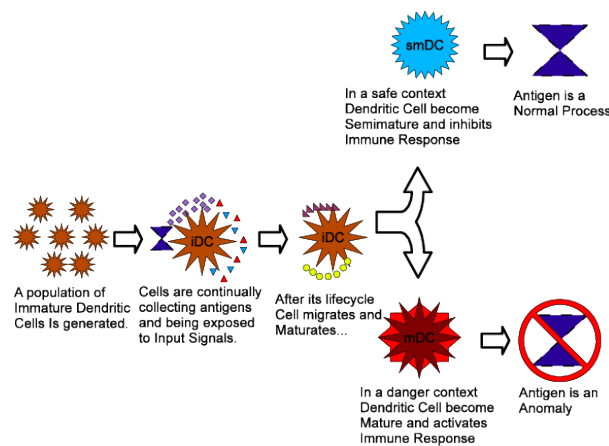 smDC
In a safe context
Dendritic Cell become
Semimature and inhibits
Immune Response
Antigen is a
Normal Process
iDC
iDC
A population of
Immature Dendritic
Cells Is generated.
Cells are continually
collecting antigens
and being exposed
to Input Signals.
After its lifecycle
Cell migrates and
Maturates...
mDC
In a danger context
Dendritic Cell become
Mature and activates
Immune Response
Antigen is an
Anomaly